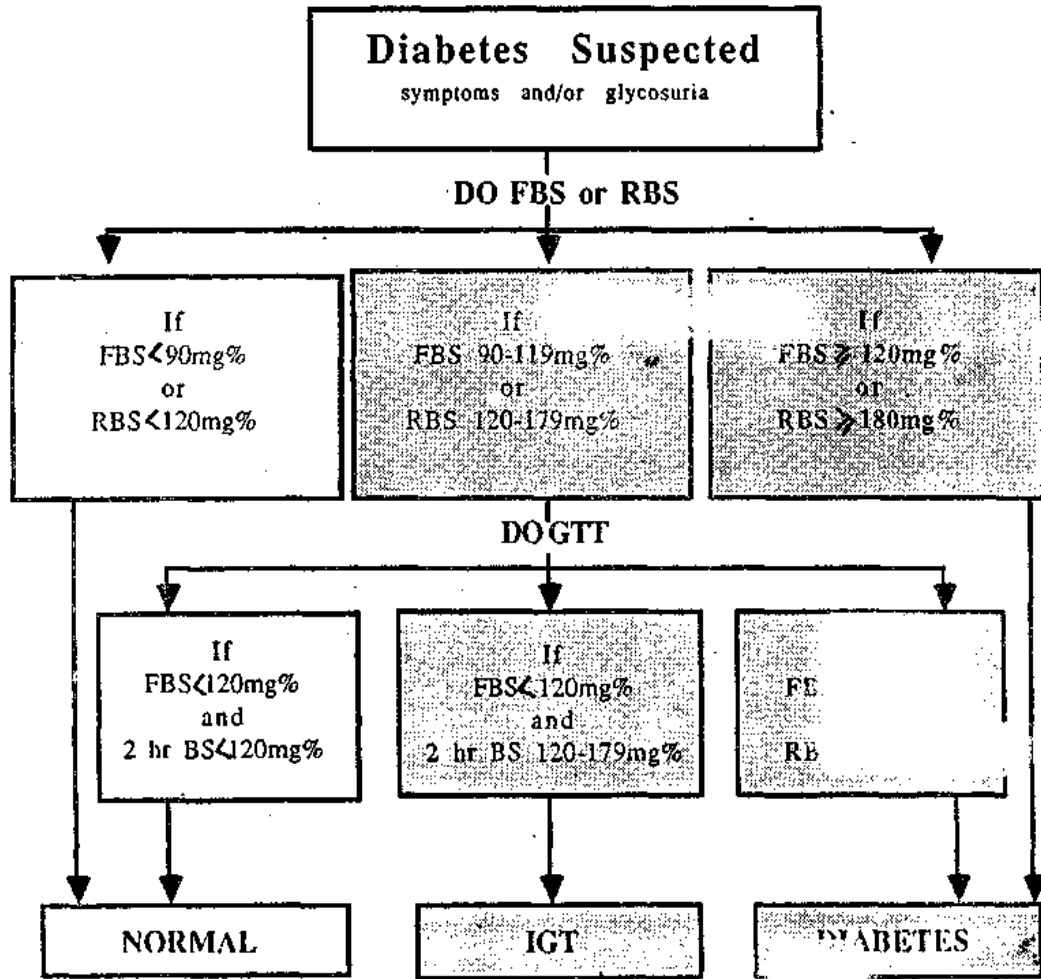 Diabetes Suspected
symptoms and/or glycosuria
DO FBS or RBS
If
FBS<90mg%
or
RBS<120mg%
If
FBS 90-119mg%
or
RBS 120-179mg%
If
FBS⩾120mg%
or
RBS⩾180mg%
DO GTT
If
FBS<120mg%
and
2 hr BS<120mg%
If
FBS<120mg%
and
2 hr BS 120-179mg%
NORMAL
IGT
DIABETES